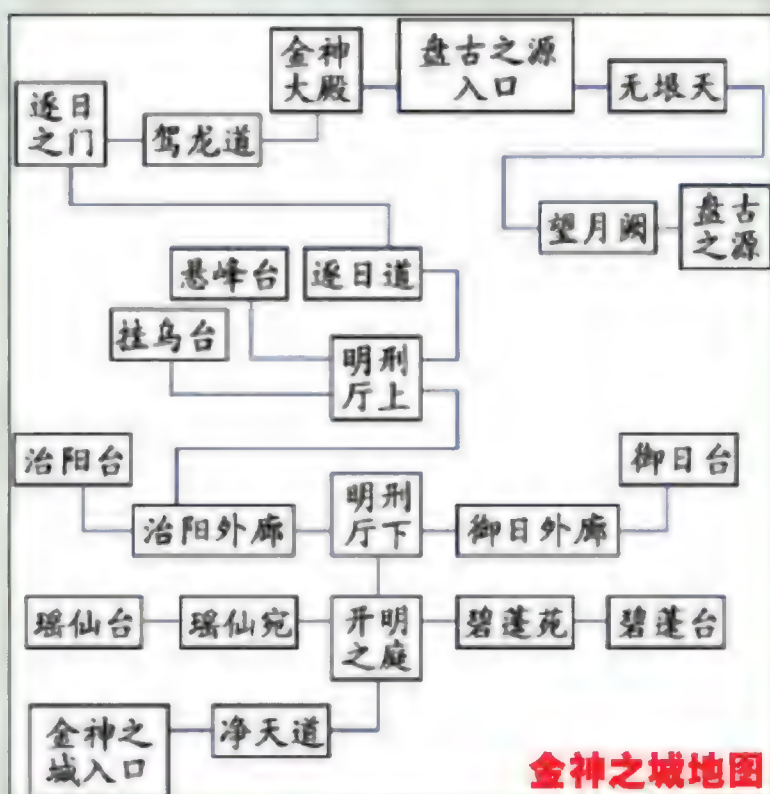 金神
大殿
盘古之源
入口
无垠天
逐日
之门
驾龙道
望月阙
盘古
之源
悬峰台
逐日道
挂乌台
明刑
厅上
治阳台
御日台
治阳外廊
明刑
厅下
御日外廊
瑶仙台
瑶仙宛
开明
之庭
碧蓬苑
碧蓬台
金神之
城入口
净天道
金神之城地图